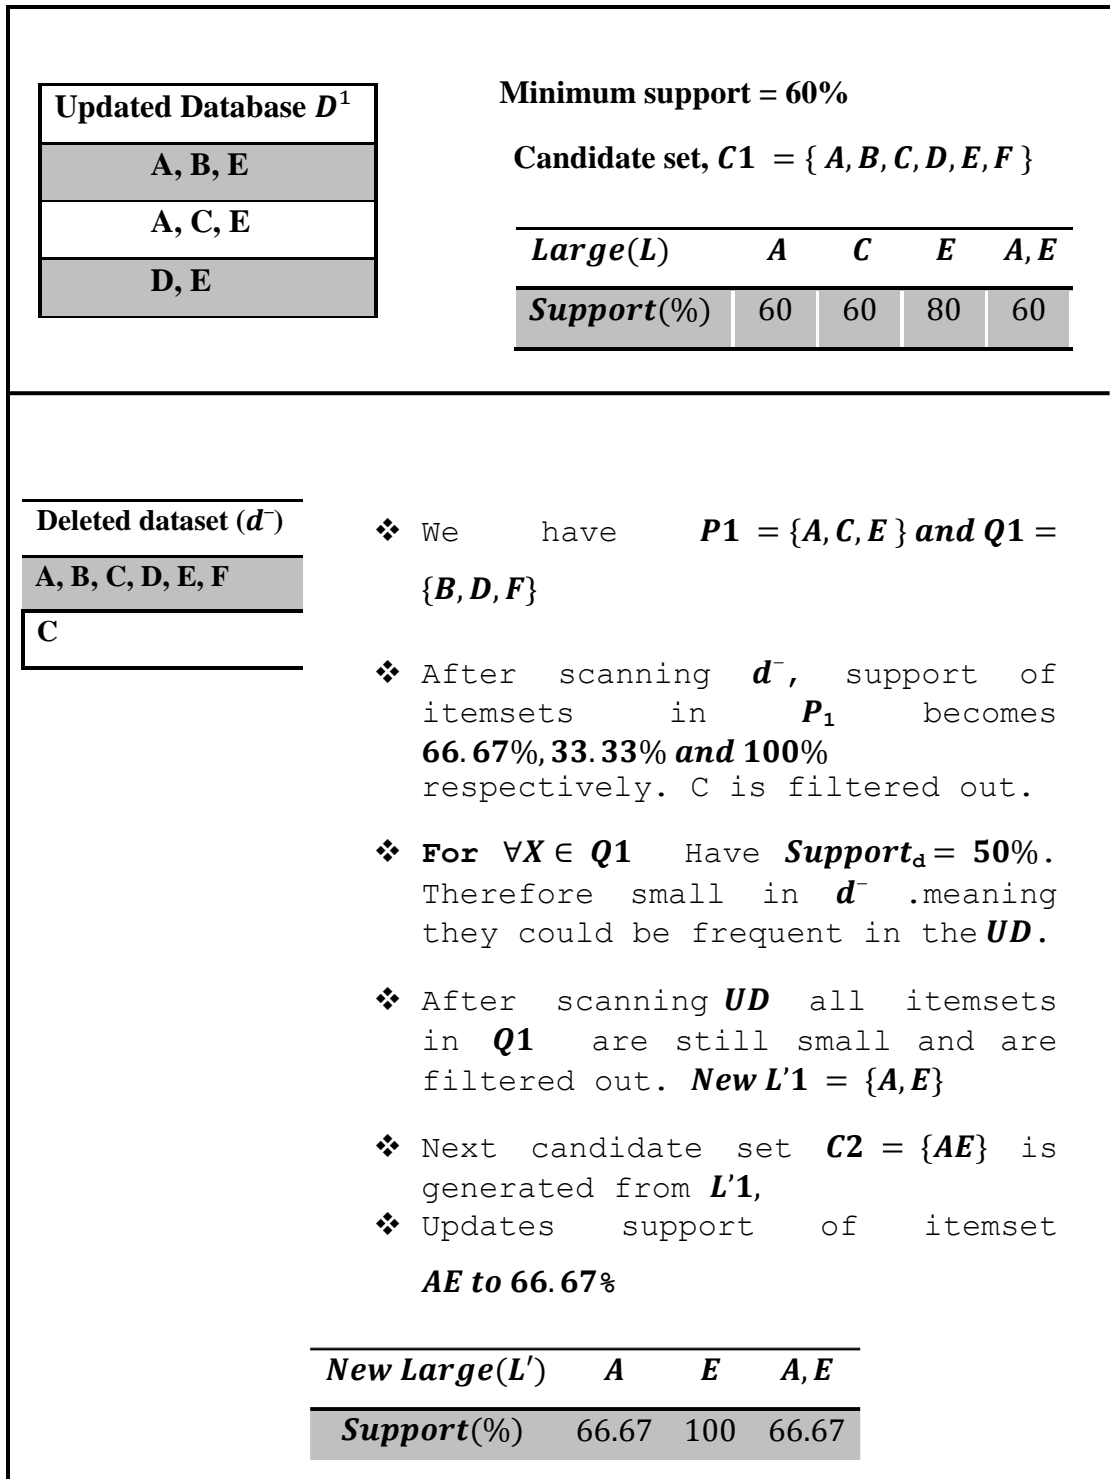 Updated Database D¹
A, B, E
A, C, E
D, E
Minimum support = 60%
Candidate set, C1 = { A, B, C, D, E, F }
Large(L) A C E A, E
Support(%) 60 60 80 60
Deleted dataset (d⁻)
A, B, C, D, E, F
C
❖ We have P1 = {A, C, E } and Q1 =
{B, D, F}
❖ After scanning d⁻, support of
itemsets in P₁ becomes
66.67%, 33.33% and 100%
respectively. C is filtered out.
❖ For ∀X ∈ Q1 Have Support_d = 50%.
Therefore small in d⁻ .meaning
they could be frequent in the UD.
❖ After scanning UD all itemsets
in Q1 are still small and are
filtered out. New L'1 = {A, E}
❖ Next candidate set C2 = {AE} is
generated from L'1,
❖ Updates support of itemset
AE to 66.67%
New Large(L′) A E A, E
Support(%) 66.67 100 66.67